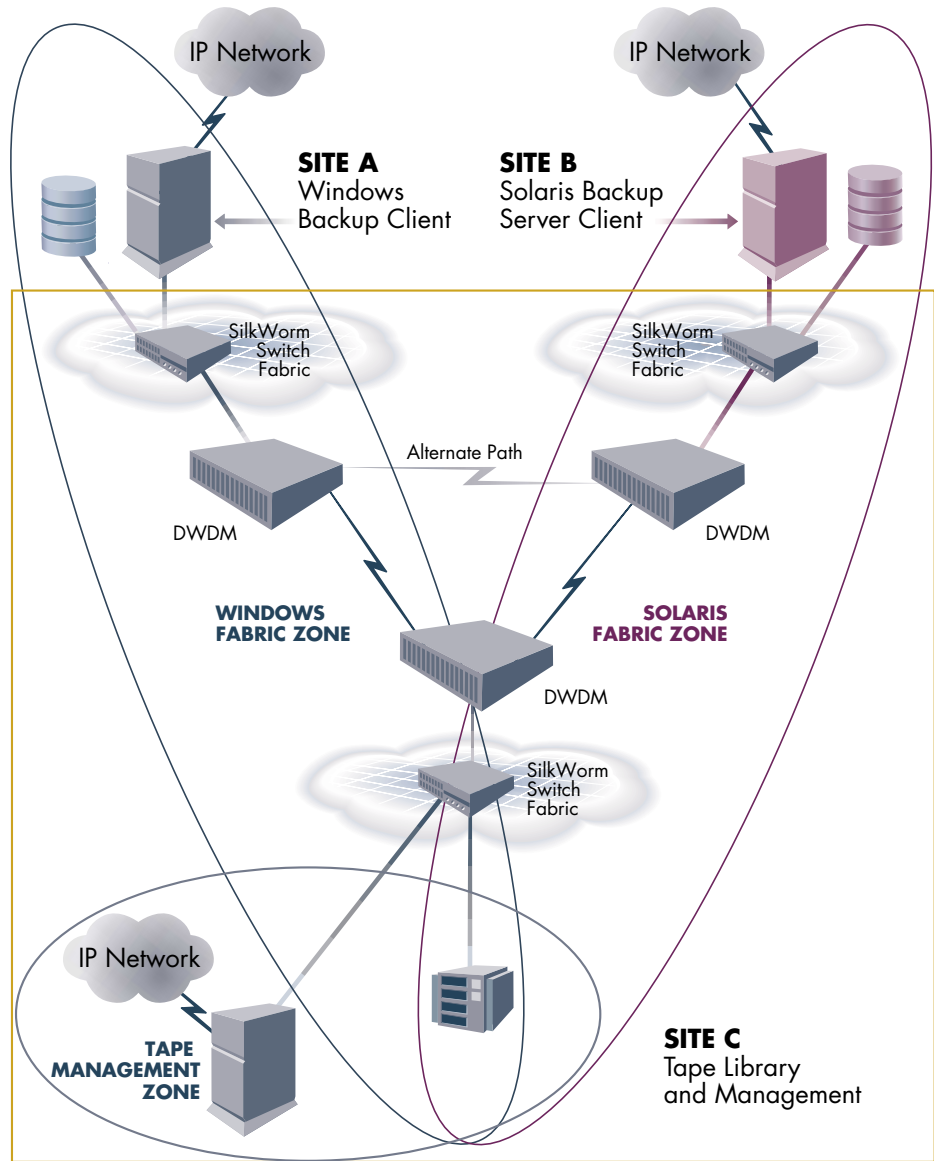 IP Network
IP Network
SITE A
Windows
Backup Client
SITE B
Solaris Backup
Server Client
SilkWorm
Switch
Fabric
SilkWorm
Switch
Fabric
Alternate Path
DWDM
DWDM
WINDOWS
FABRIC ZONE
SOLARIS
FABRIC ZONE
DWDM
SilkWorm
Switch
Fabric
IP Network
TAPE
MANAGEMENT
ZONE
SITE C
Tape Library
and Management